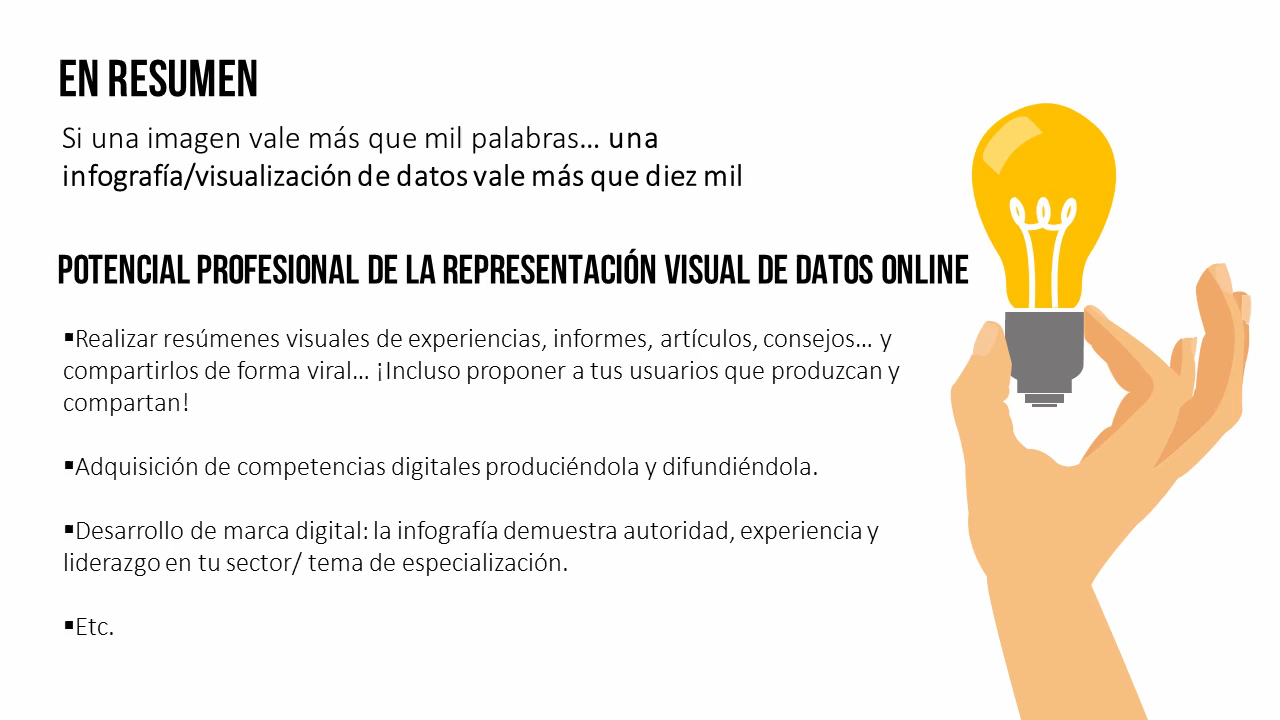 EN RESUMEN
Si una imagen vale más que mil palabras... una
infografía/visualización de datos vale más que diez mil
POTENCIAL PROFESIONAL DE LA REPRESENTACIÓN VISUAL DE DATOS ONLINE
▪Realizar resúmenes visuales de experiencias, informes, artículos, consejos... y
compartirlos de forma viral... ¡Incluso proponer a tus usuarios que produzcan y
compartan!
▪Adquisición de competencias digitales produciéndola y difundiéndola.
▪Desarrollo de marca digital: la infografía demuestra autoridad, experiencia y
liderazgo en tu sector/ tema de especialización.
▪Etc.